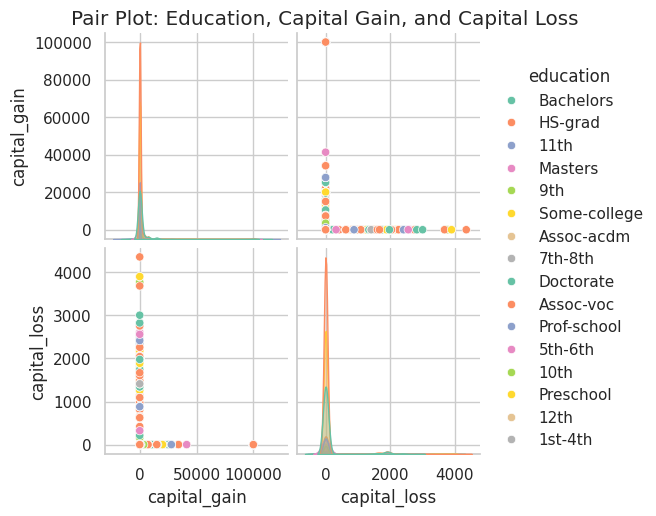 Pair Plot: Education, Capital Gain, and Capital Loss
100000
80000
60000
40000
20000
0
capital_gain
4000
3000
2000
1000
0
capital_loss
0 50000 100000
capital_gain
0 2000 4000
capital_loss
education
Bachelors
HS-grad
11th
Masters
9th
Some-college
Assoc-acdm
7th-8th
Doctorate
Assoc-voc
Prof-school
5th-6th
10th
Preschool
12th
1st-4th